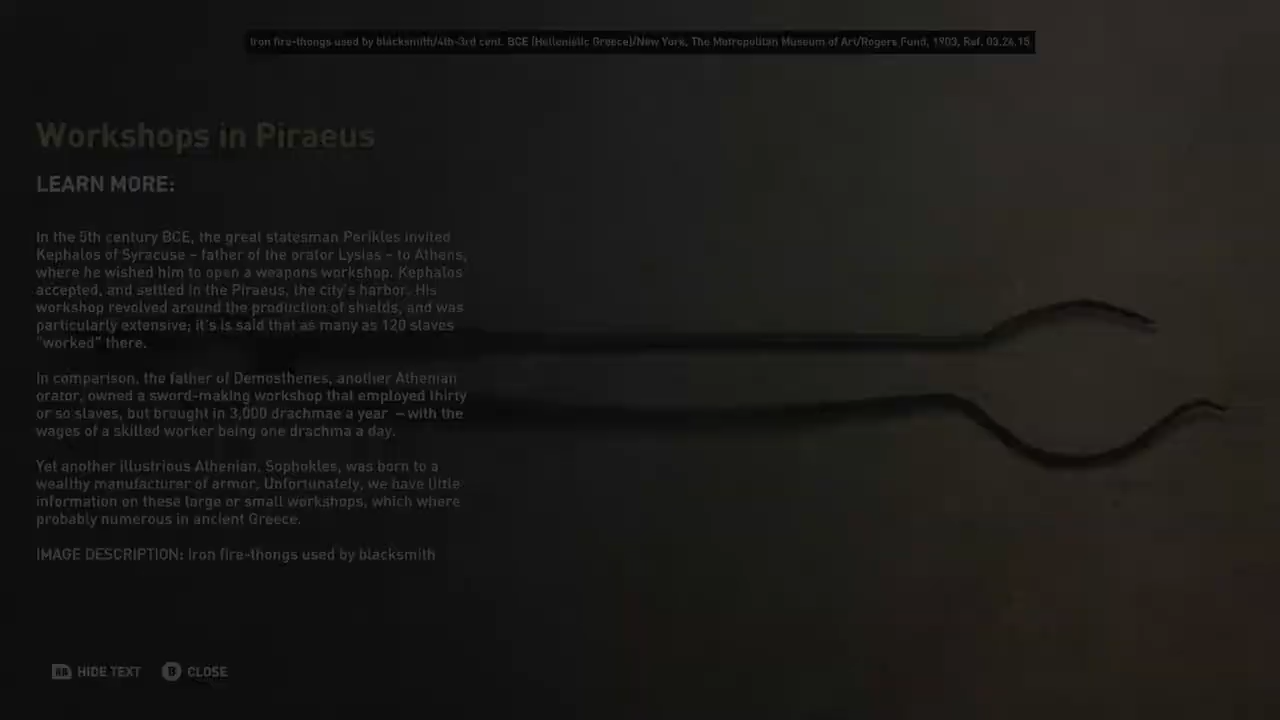 Iron fire-thongs used by blacksmith/4th-3rd cent. BCE (Hellenistic Greece)/New York, The Metropolitan Museum of Art/Rogers Fund, 1903, Ref. 03.24.15
Workshops in Piraeus
LEARN MORE:
In the 5th century BCE, the great statesman Perikles invited
Kephalos of Syracuse – father of the orator Lysias – to Athens,
where he wished him to open a weapons workshop. Kephalos
accepted, and settled in the Piraeus, the city's harbor. His
workshop revolved around the production of shields, and was
particularly extensive; it's is said that as many as 120 slaves
"worked" there.
In comparison, the father of Demosthenes, another Athenian
orator, owned a sword-making workshop that employed thirty
or so slaves, but brought in 3,000 drachmae a year – with the
wages of a skilled worker being one drachma a day.
Yet another illustrious Athenian, Sophokles, was born to a
wealthy manufacturer of armor. Unfortunately, we have little
information on these large or small workshops, which where
probably numerous in ancient Greece.
IMAGE DESCRIPTION: Iron fire-thongs used by blacksmith
RB HIDE TEXT B CLOSE